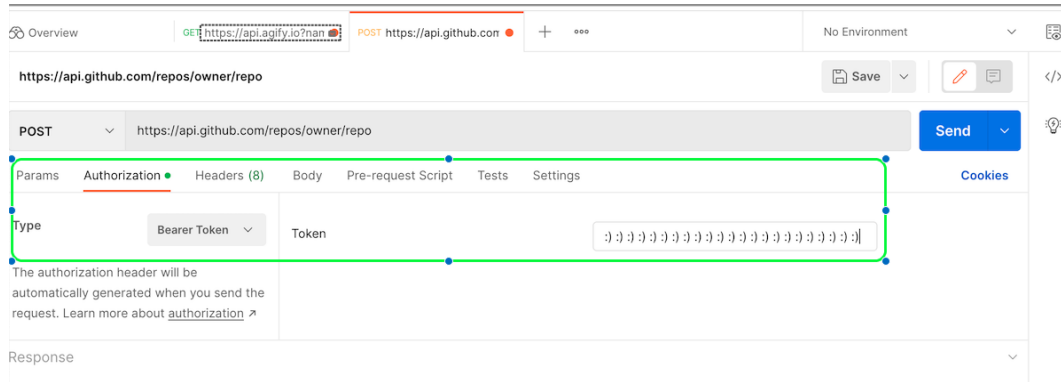 Overview
GET https://api.agify.io?nan
POST https://api.github.com
No Environment
https://api.github.com/repos/owner/repo
Save
POST
https://api.github.com/repos/owner/repo
Send
Params Authorization Headers (8) Body Pre-request Script Tests Settings Cookies
Type
Bearer Token
Token
:) :) :) :) :) :) :) :) :) :) :) :) :) :) :) :) :) :) :) :) :) :) :)
The authorization header will be
automatically generated when you send the
request. Learn more about authorization ↗
Response